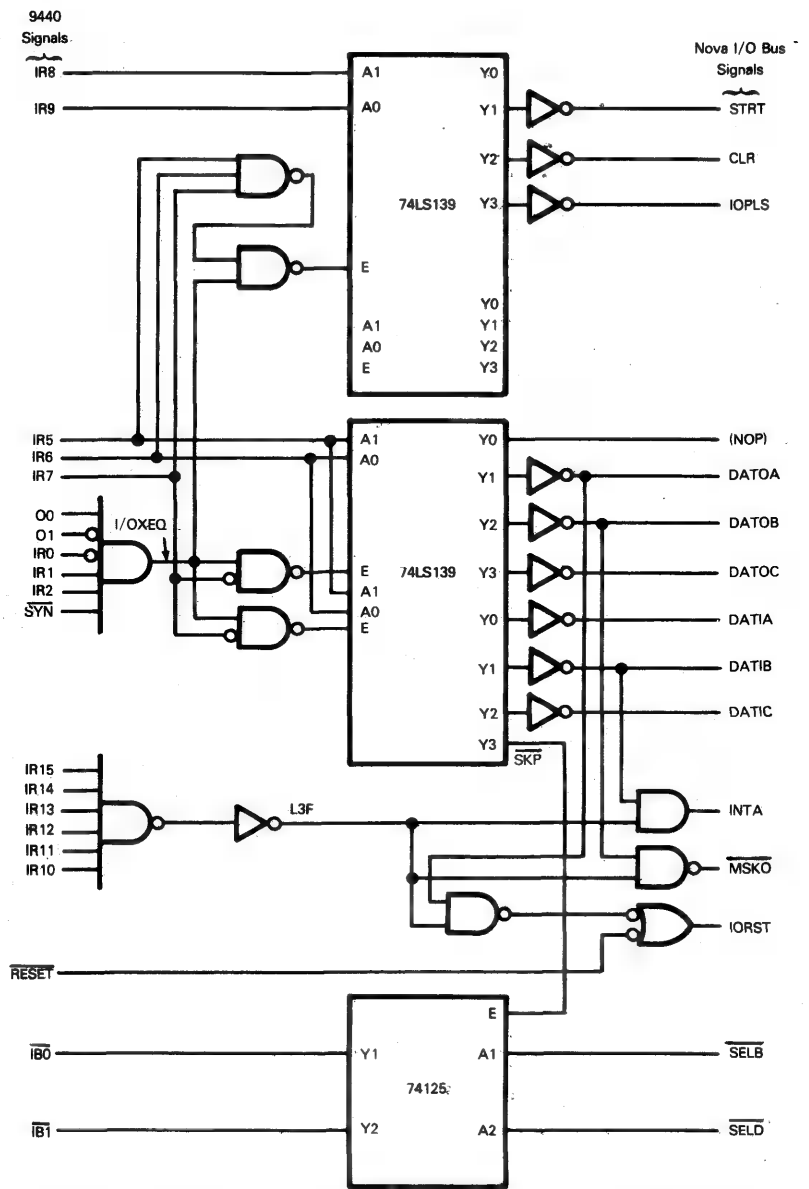 9440
Signals
Nova I/O Bus
Signals
IR8
A1
Y0
IR9
A0
Y1
STRT
Y2
CLR
74LS139
Y3
IOPLS
E
Y0
A1
Y1
A0
Y2
E
Y3
IR5
A1
Y0
(NOP)
IR6
A0
IR7
Y1
DATOA
I/OXEQ
O0
O1
Y2
DATOB
IR0
IR1
E
74LS139
Y3
DATOC
IR2
A1
SYN
A0
Y0
DATIA
E
Y1
DATIB
Y2
DATIC
Y3
SKP
IR15
IR14
IR13
L3F
INTA
IR12
IR11
IR10
MSKO
IORST
RESET
E
IB0
Y1
A1
SELB
74125
IB1
Y2
A2
SELD